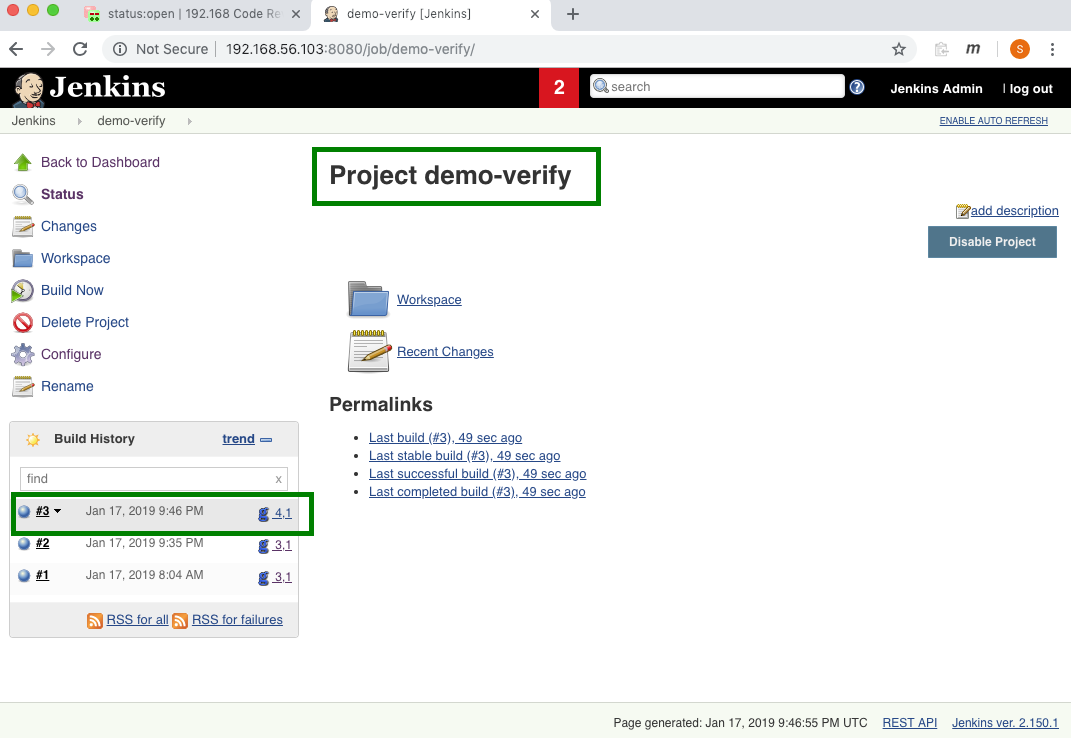 status:open | 192.168 Code Re
demo-verify [Jenkins]
Not Secure | 192.168.56.103:8080/job/demo-verify/
m
S
Jenkins
2
search
Jenkins Admin
| log out
Jenkins
demo-verify
ENABLE AUTO REFRESH
Back to Dashboard
Status
Changes
Workspace
Build Now
Delete Project
Configure
Rename
Project demo-verify
add description
Disable Project
Workspace
Recent Changes
Permalinks
Last build (#3), 49 sec ago
Last stable build (#3), 49 sec ago
Last successful build (#3), 49 sec ago
Last completed build (#3), 49 sec ago
Build History
trend
find
x
#3 Jan 17, 2019 9:46 PM 4,1
#2 Jan 17, 2019 9:35 PM 3,1
#1 Jan 17, 2019 8:04 AM 3,1
RSS for all RSS for failures
Page generated: Jan 17, 2019 9:46:55 PM UTC REST API Jenkins ver. 2.150.1